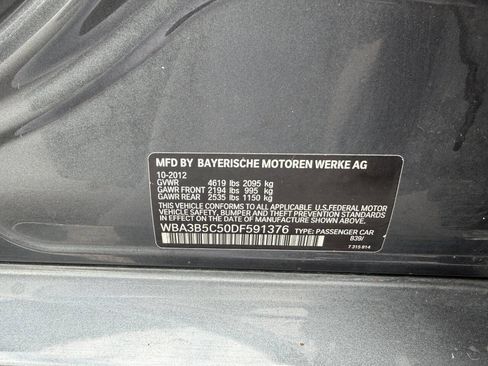 MFD BY BAYERISCHE MOTOREN WERKE AG
10-2012
GVWR 4619 lbs 2095 kg
GAWR FRONT 2194 lbs 995 kg
GAWR REAR 2535 lbs 1150 kg
THIS VEHICLE CONFORMS TO ALL APPLICABLE U.S.FEDERAL MOTOR
VEHICLE SAFETY, BUMPER AND THEFT PREVENTION STANDARDS
IN EFFECT ON THE DATE OF MANUFACTURE SHOWN ABOVE.
WBA3B5C50DF591376 TYPE: PASSENGER CAR
B39/
7 315 914